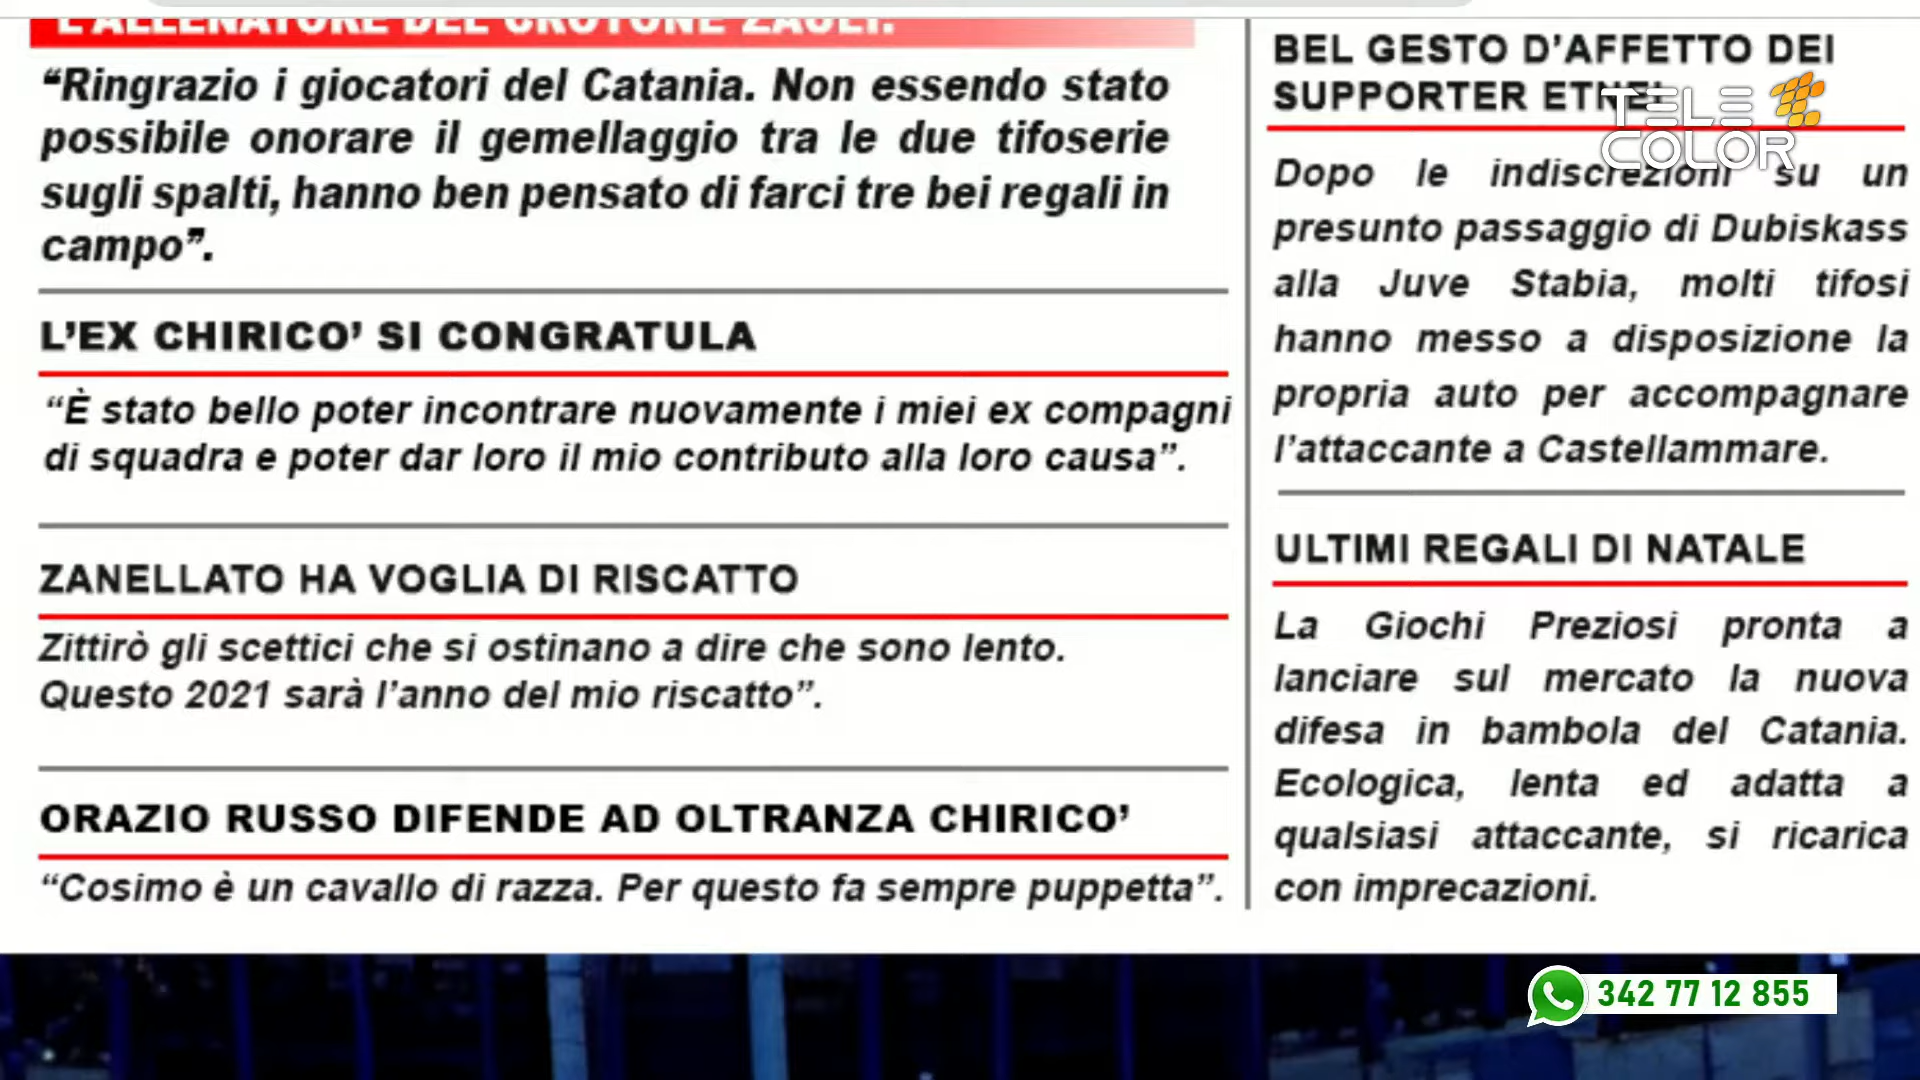 L'ALLENATORE DEL CROTONE ZAULI:
❝Ringrazio i giocatori del Catania. Non essendo stato
possibile onorare il gemellaggio tra le due tifoserie
sugli spalti, hanno ben pensato di farci tre bei regali in
campo❞.
L’EX CHIRICO’ SI CONGRATULA
“È stato bello poter incontrare nuovamente i miei ex compagni
di squadra e poter dar loro il mio contributo alla loro causa”.
ZANELLATO HA VOGLIA DI RISCATTO
Zittirò gli scettici che si ostinano a dire che sono lento.
Questo 2021 sarà l’anno del mio riscatto”.
ORAZIO RUSSO DIFENDE AD OLTRANZA CHIRICO’
“Cosimo è un cavallo di razza. Per questo fa sempre puppetta”.
BEL GESTO D’AFFETTO DEI
SUPPORTER ETNEI
TELE
COLOR
Dopo le indiscrezioni su un
presunto passaggio di Dubiskass
alla Juve Stabia, molti tifosi
hanno messo a disposizione la
propria auto per accompagnare
l’attaccante a Castellammare.
ULTIMI REGALI DI NATALE
La Giochi Preziosi pronta a
lanciare sul mercato la nuova
difesa in bambola del Catania.
Ecologica, lenta ed adatta a
qualsiasi attaccante, si ricarica
con imprecazioni.
342 77 12 855